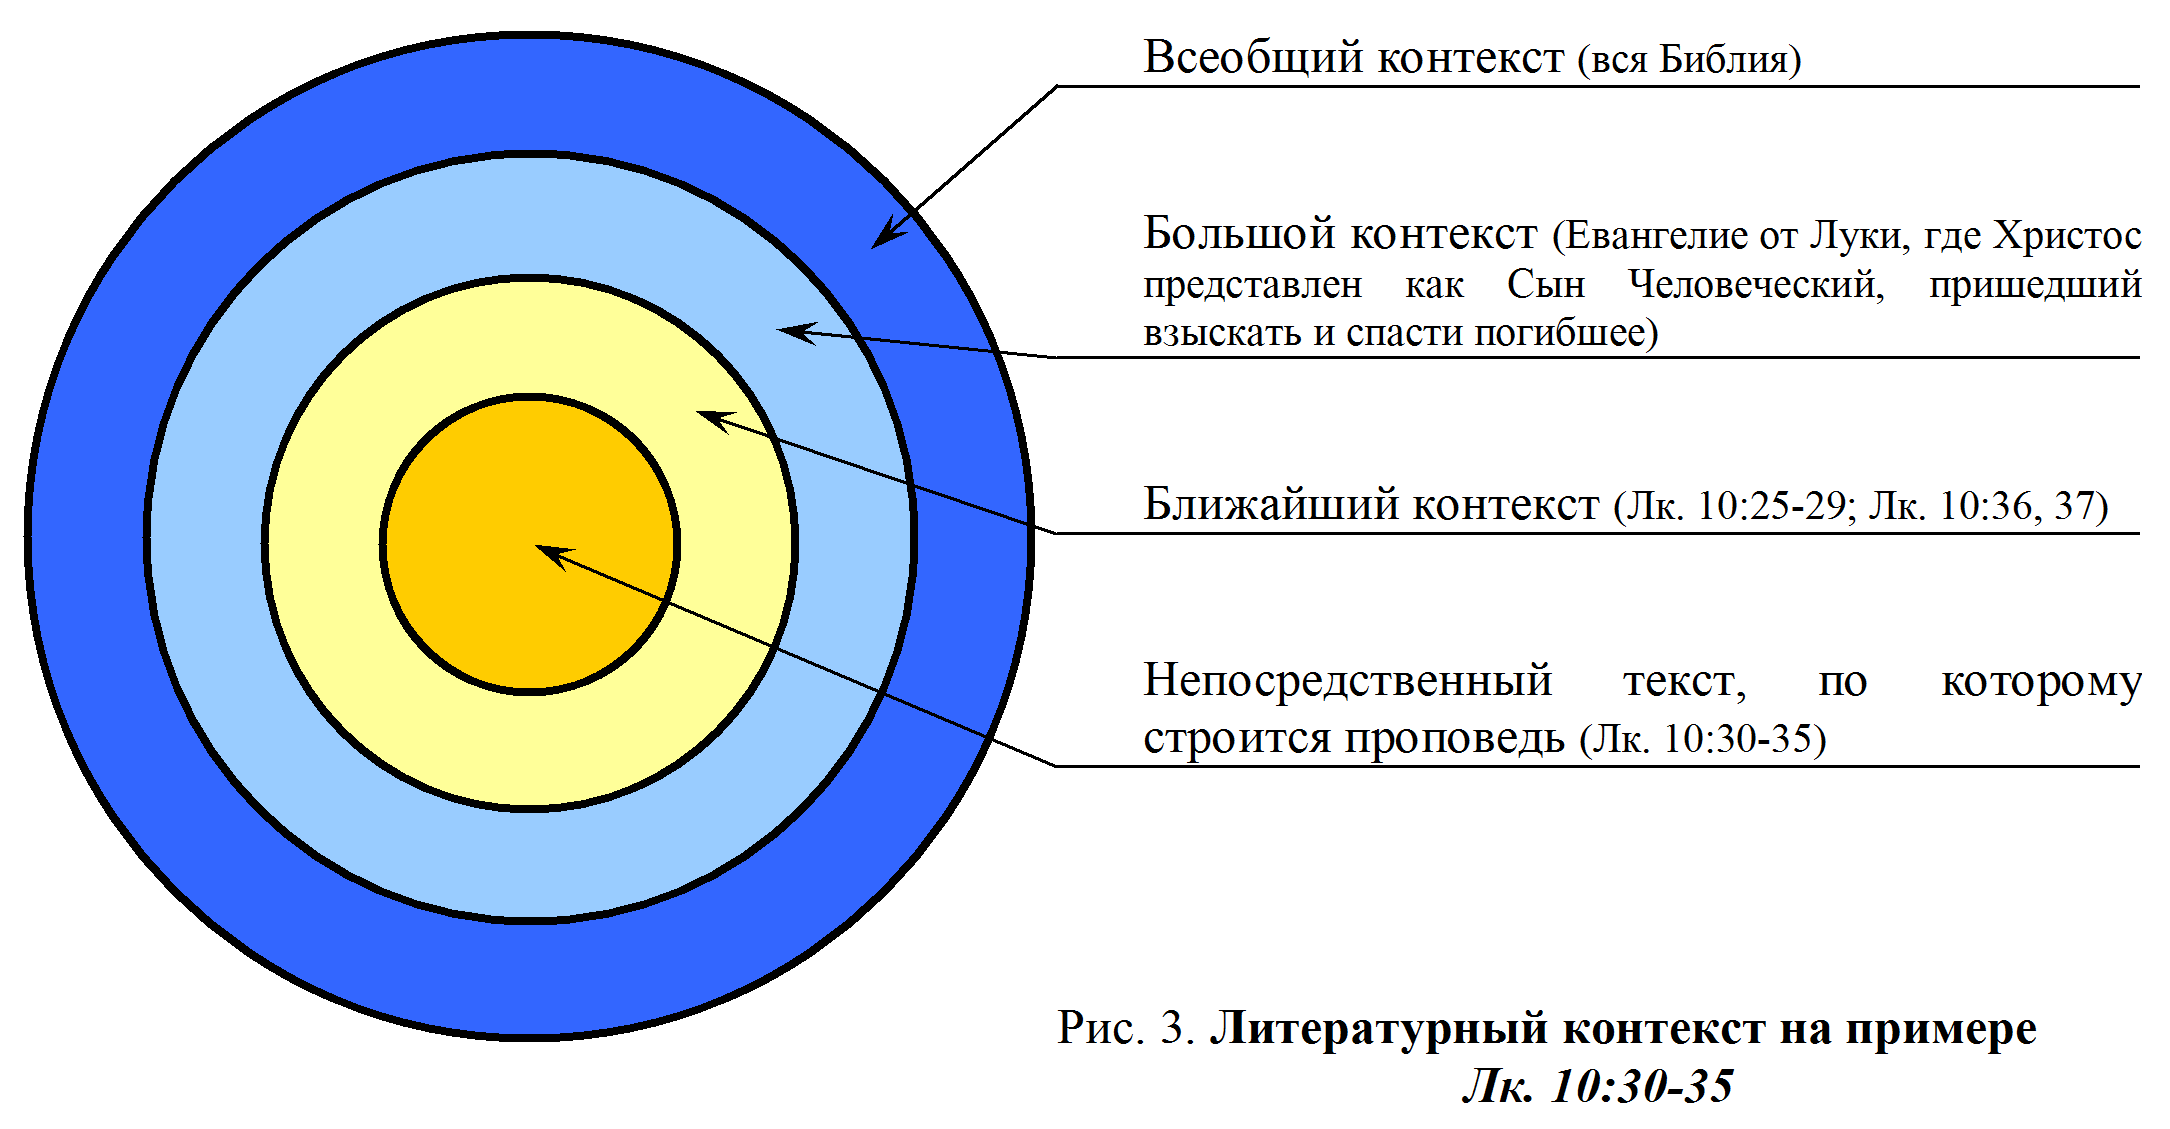 Всеобщий контекст (вся Библия)
Большой контекст (Евангелие от Луки, где Христос
представлен как Сын Человеческий, пришедший
взыскать и спасти погибшее)
Ближайший контекст (Лк. 10:25-29; Лк. 10:36, 37)
Непосредственный текст, по которому
строится проповедь (Лк. 10:30-35)
Рис. 3. Литературный контекст на примере
Лк. 10:30-35